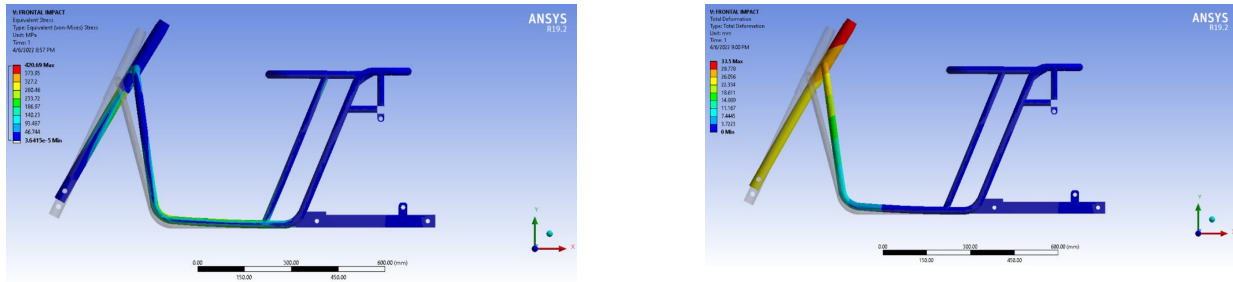 V: FRONTAL IMPACT
Equivalent Stress
Type: Equivalent (von-Mises) Stress
Unit: MPa
Time: 1
4/6/2022 8:57 PM
420.69 Max
373.95
327.2
280.46
233.72
186.97
140.23
93.487
46.744
3.6415e-5 Min
ANSYS
R19.2
Y
X
0.00
300.00
600.00 (mm)
150.00
450.00
V: FRONTAL IMPACT
Total Deformation
Type: Total Deformation
Unit: mm
Time: 1
4/6/2022 9:00 PM
33.5 Max
29.778
26.056
22.334
18.611
14.889
11.167
7.4445
3.7223
0 Min
ANSYS
R19.2
Y
X
0.00
300.00
600.00 (mm)
150.00
450.00